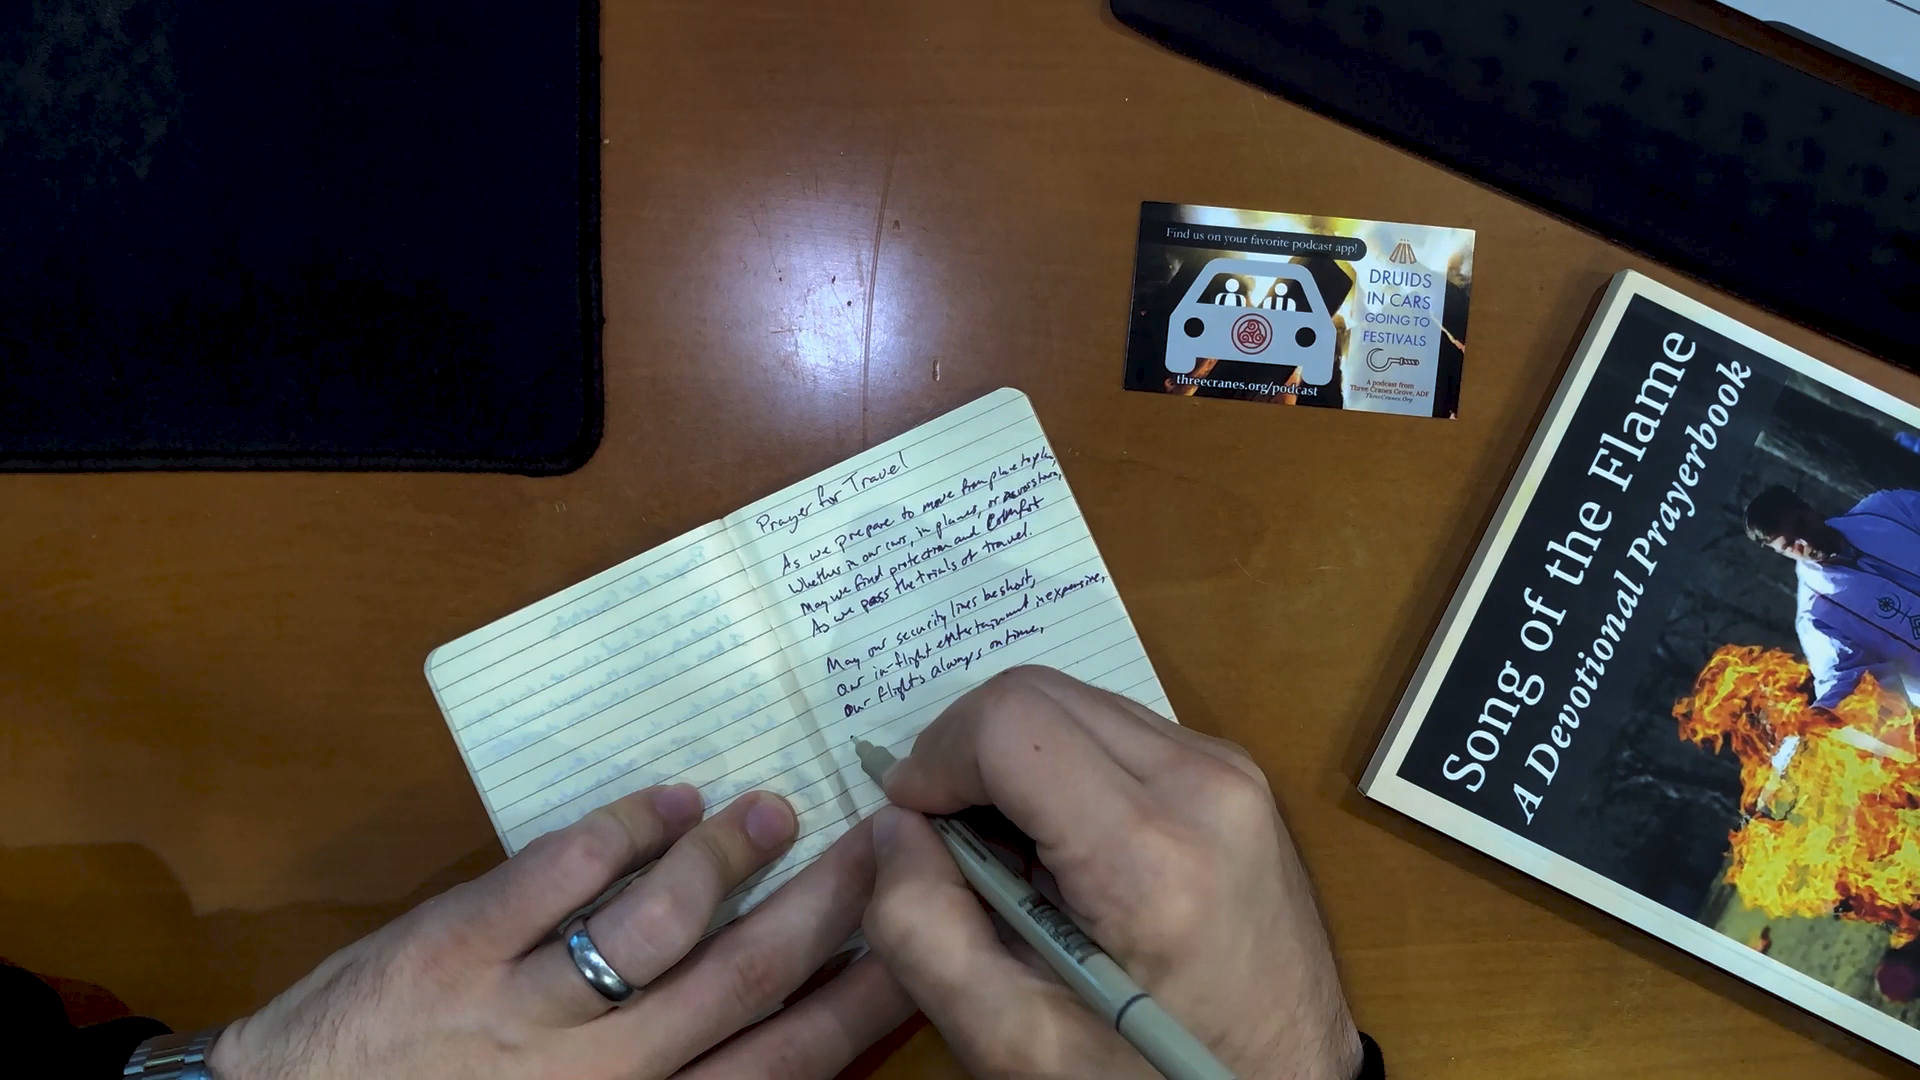 Prayer for Travel
As we prepare to move from place to place,
Whether in our cars, in planes, or across town,
May we find protection and comfort
As we pass the trials of travel.
May our security lines be short,
Our in-flight entertainment inexpensive,
Our flights always on time,
Find us on your favorite podcast app!
threecranes.org/podcast
DRUIDS
IN CARS
GOING TO
FESTIVALS
A podcast from
Three Cranes Grove, ADF
ThreeCranes.Org
Song of the Flame
A Devotional Prayerbook